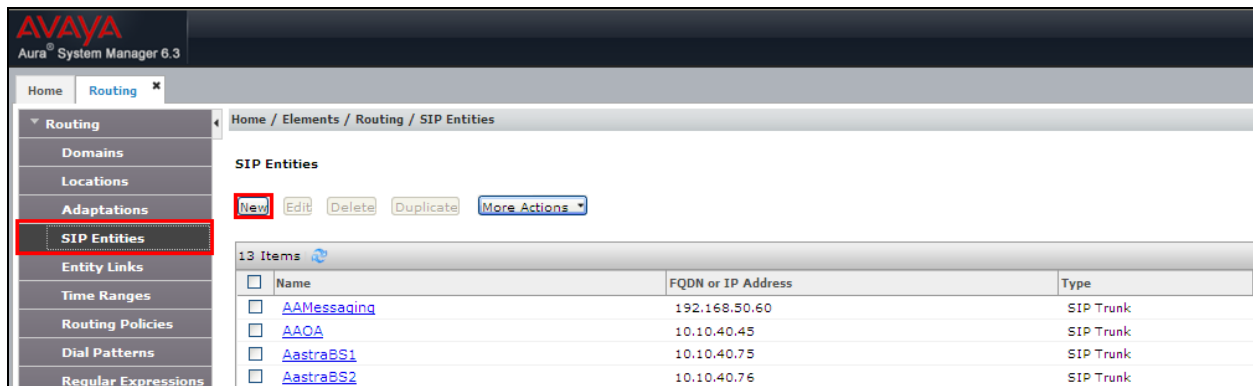 AVAYA
Aura® System Manager 6.3
Home Routing ×
Routing
Home / Elements / Routing / SIP Entities
Domains
Locations
Adaptations
SIP Entities
Entity Links
Time Ranges
Routing Policies
Dial Patterns
Regular Expressions
SIP Entities
New Edit Delete Duplicate More Actions
13 Items
Name FQDN or IP Address Type
AAMessaging 192.168.50.60 SIP Trunk
AAOA 10.10.40.45 SIP Trunk
AastraBS1 10.10.40.75 SIP Trunk
AastraBS2 10.10.40.76 SIP Trunk